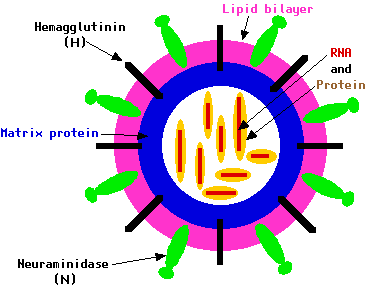 Lipid bilayer
Hemagglutinin
(H)
RNA
and
Protein
Matrix protein
Neuraminidase
(N)